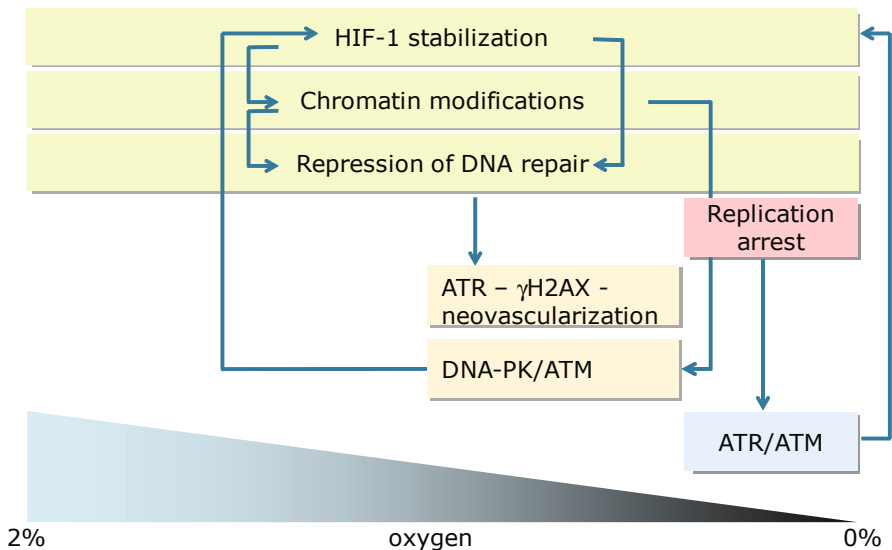 HIF-1 stabilization
Chromatin modifications
Repression of DNA repair
Replication
arrest
ATR – γH2AX -
neovascularization
DNA-PK/ATM
ATR/ATM
2%
oxygen
0%